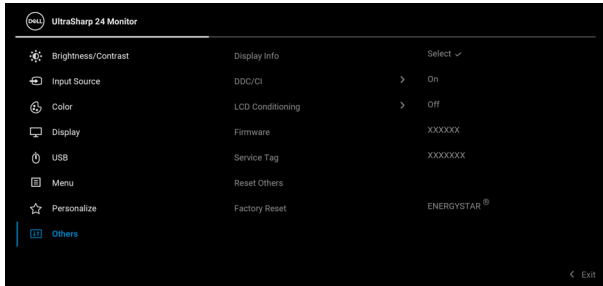 DELL UltraSharp 24 Monitor
Brightness/Contrast Display Info Select ✓
Input Source DDC/CI > On
Color LCD Conditioning > Off
Display Firmware XXXXXX
USB Service Tag XXXXXXX
Menu Reset Others
Personalize Factory Reset ENERGYSTAR ®
Others
< Exit